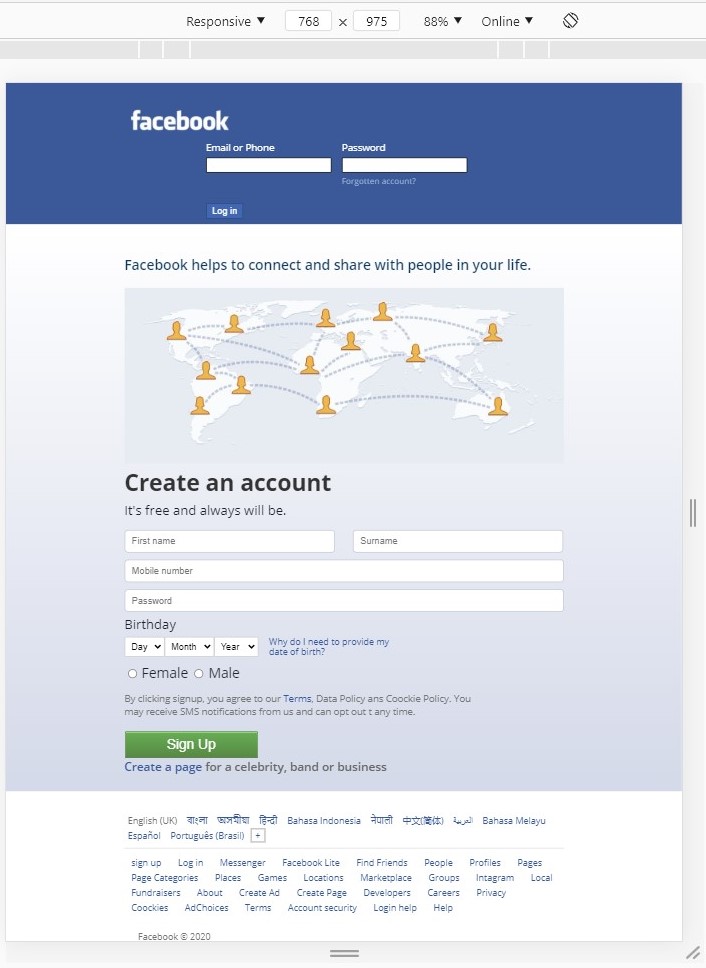 Responsive ▼ 768 x 975 88% ▼ Online ▼
facebook
Email or Phone Password
Forgotten account?
Log in
Facebook helps to connect and share with people in your life.
Create an account
It's free and always will be.
First name Surname
Mobile number
Password
Birthday
Day Month Year Why do I need to provide my
date of birth?
Female Male
By clicking signup, you agree to our Terms, Data Policy ans Coockie Policy. You
may receive SMS notifications from us and can opt out t any time.
Sign Up
Create a page for a celebrity, band or business
English (UK) বাংলা অসমীয়া हिन्दी Bahasa Indonesia नेपाली 中文(简体) العربية Bahasa Melayu
Español Português (Brasil) +
sign up Log in Messenger Facebook Lite Find Friends People Profiles Pages
Page Categories Places Games Locations Marketplace Groups Intagram Local
Fundraisers About Create Ad Create Page Developers Careers Privacy
Coockies AdChoices Terms Account security Login help Help
Facebook © 2020